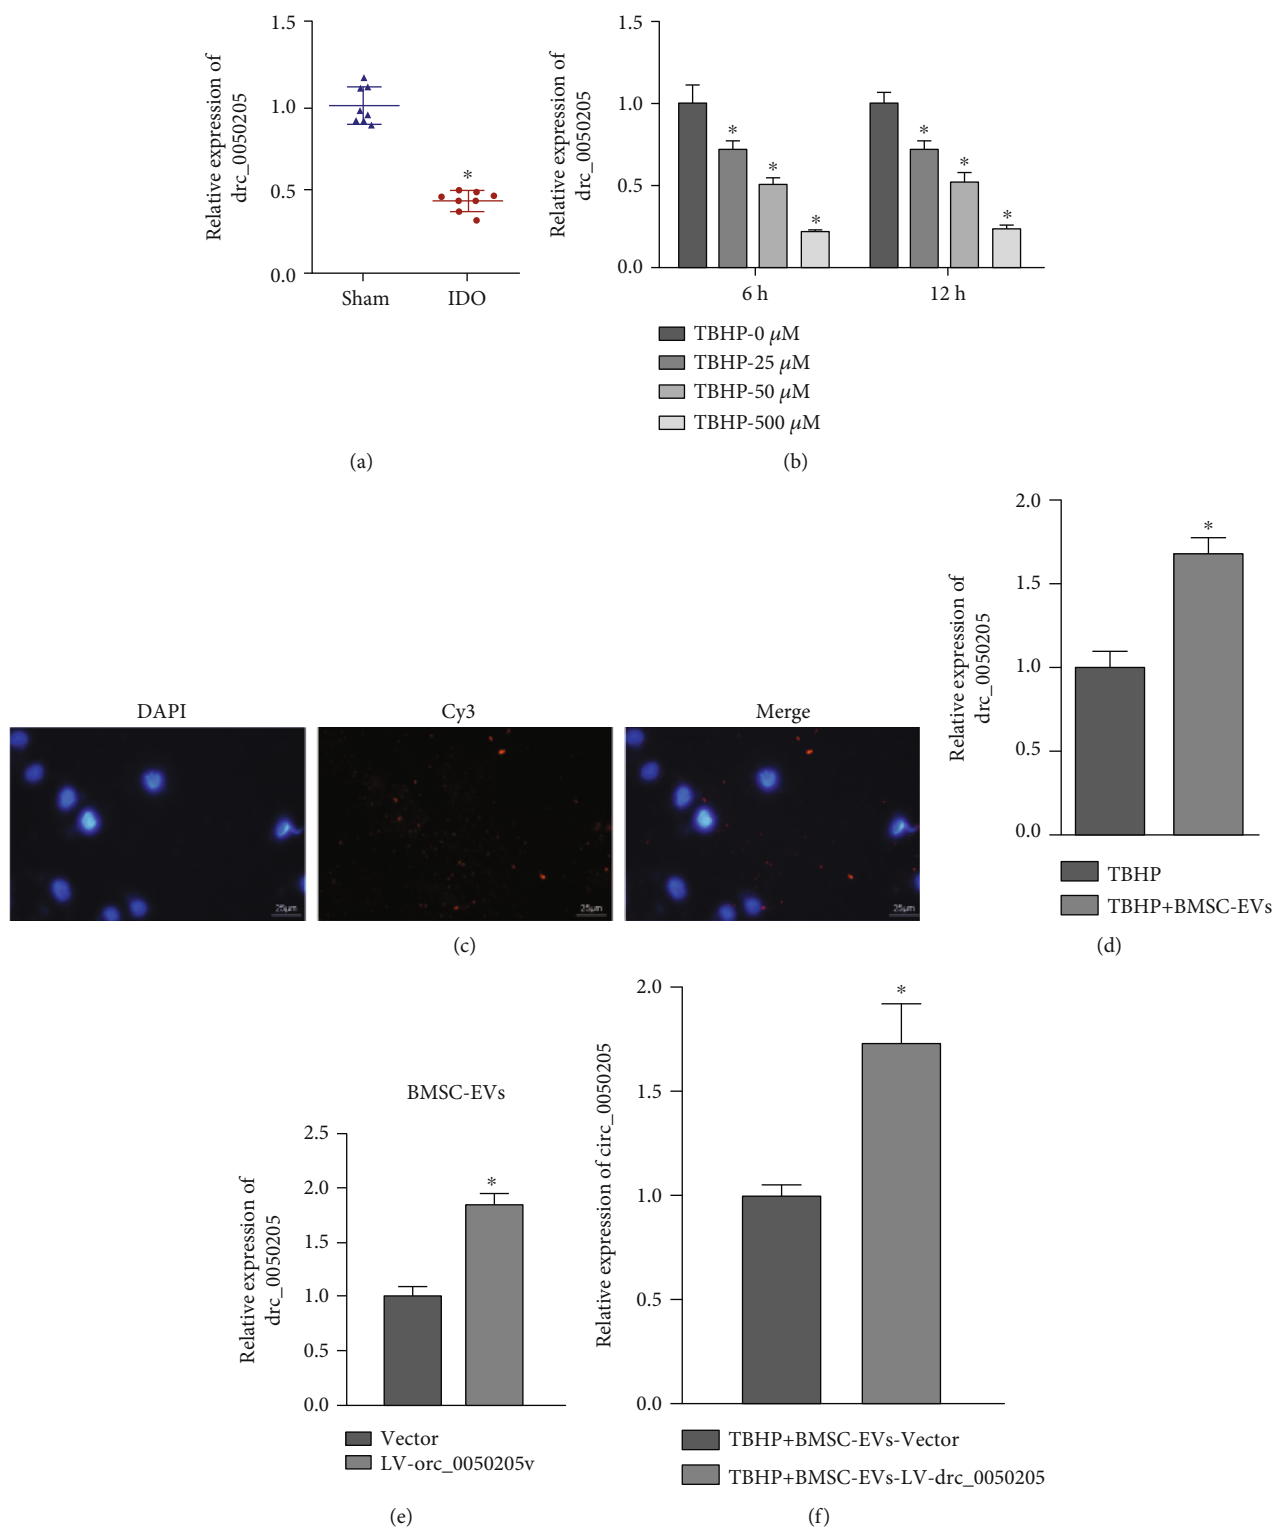 1.5
1.0
0.5
0.0
Relative expression of
drc_0050205
*
Sham
IDO
(a)
1.5
1.0
0.5
0.0
Relative expression of
drc_0050205
* * * * * *
6 h
12 h
TBHP-0 μM
TBHP-25 μM
TBHP-50 μM
TBHP-500 μM
(b)
DAPI
Cy3
Merge
25μm
25μm
25μm
(c)
2.0
1.5
1.0
0.5
0.0
Relative expression of
drc_0050205
*
TBHP
TBHP+BMSC-EVs
(d)
BMSC-EVs
2.5
2.0
1.5
1.0
0.5
0.0
Relative expression of
drc_0050205
*
Vector
LV-orc_0050205v
(e)
2.0
1.5
1.0
0.5
0.0
Relative expression of circ_0050205
*
TBHP+BMSC-EVs-Vector
TBHP+BMSC-EVs-LV-drc_0050205
(f)